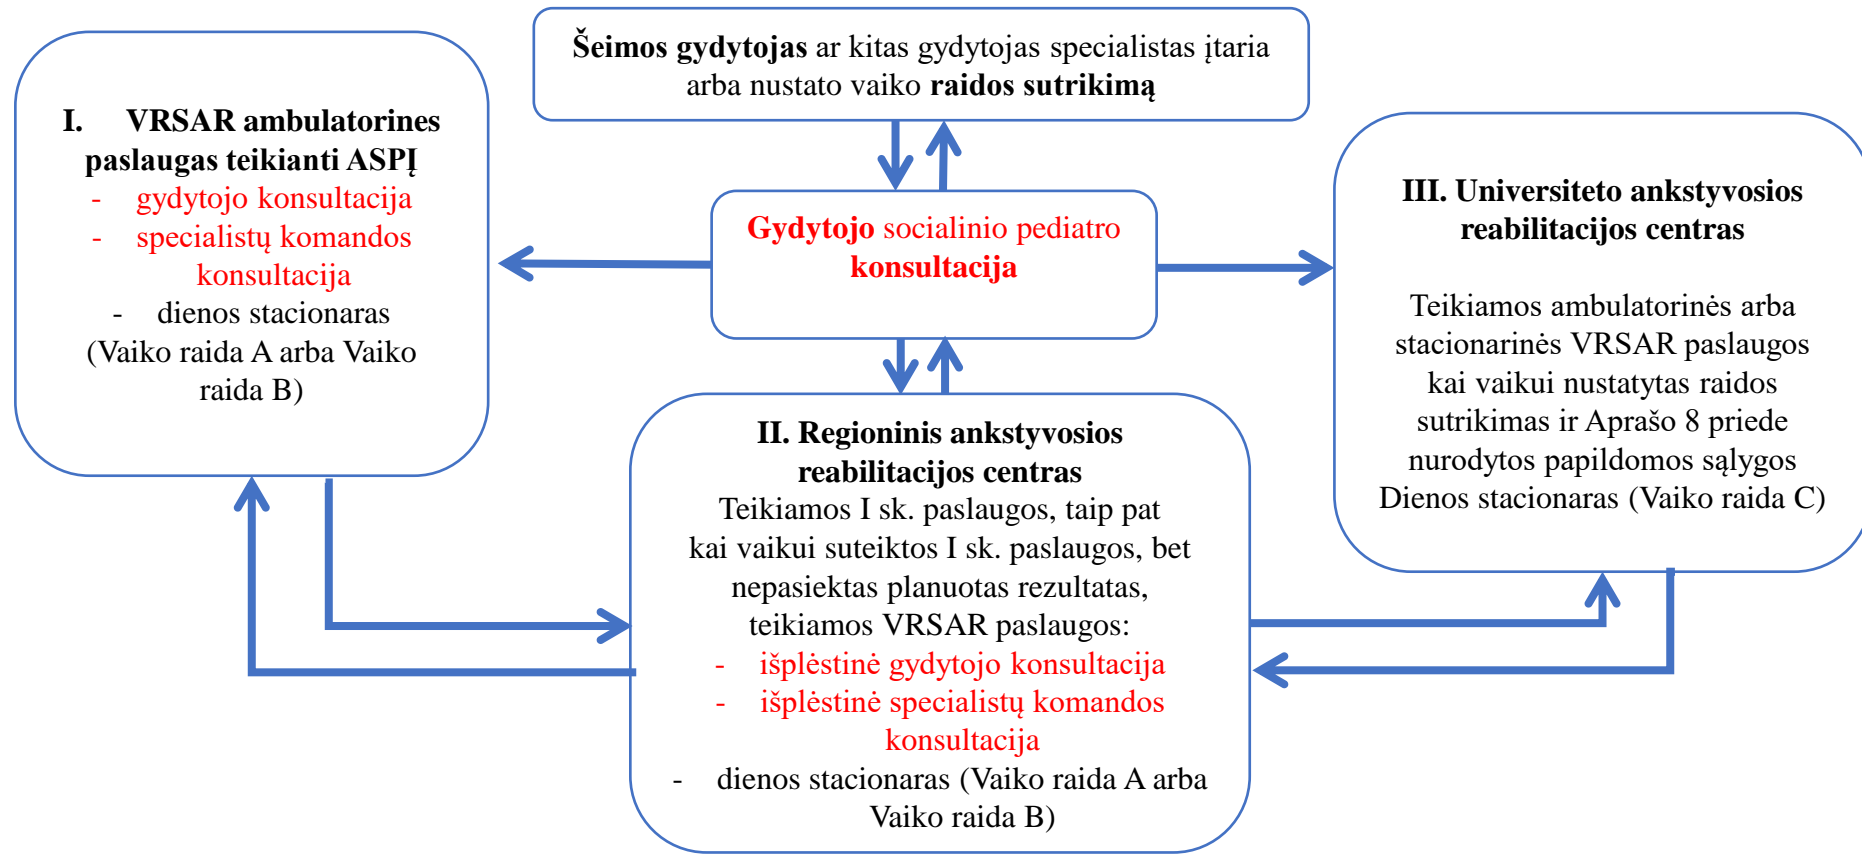 Šeimos gydytojas ar kitas gydytojas specialistas įtaria
arba nustato vaiko raidos sutrikimą
I. VRSAR ambulatorines
paslaugas teikianti ASPĮ
- gydytojo konsultacija
- specialistų komandos
konsultacija
- dienos stacionaras
(Vaiko raida A arba Vaiko
raida B)
Gydytojo socialinio pediatro
konsultacija
III. Universiteto ankstyvosios
reabilitacijos centras
Teikiamos ambulatorinės arba
stacionarinės VRSAR paslaugos
kai vaikui nustatytas raidos
sutrikimas ir Aprašo 8 priede
nurodytos papildomos sąlygos
Dienos stacionaras (Vaiko raida C)
II. Regioninis ankstyvosios
reabilitacijos centras
Teikiamos I sk. paslaugos, taip pat
kai vaikui suteiktos I sk. paslaugos, bet
nepasiektas planuotas rezultatas,
teikiamos VRSAR paslaugos:
- išplėstinė gydytojo konsultacija
- išplėstinė specialistų komandos
konsultacija
- dienos stacionaras (Vaiko raida A arba
Vaiko raida B)